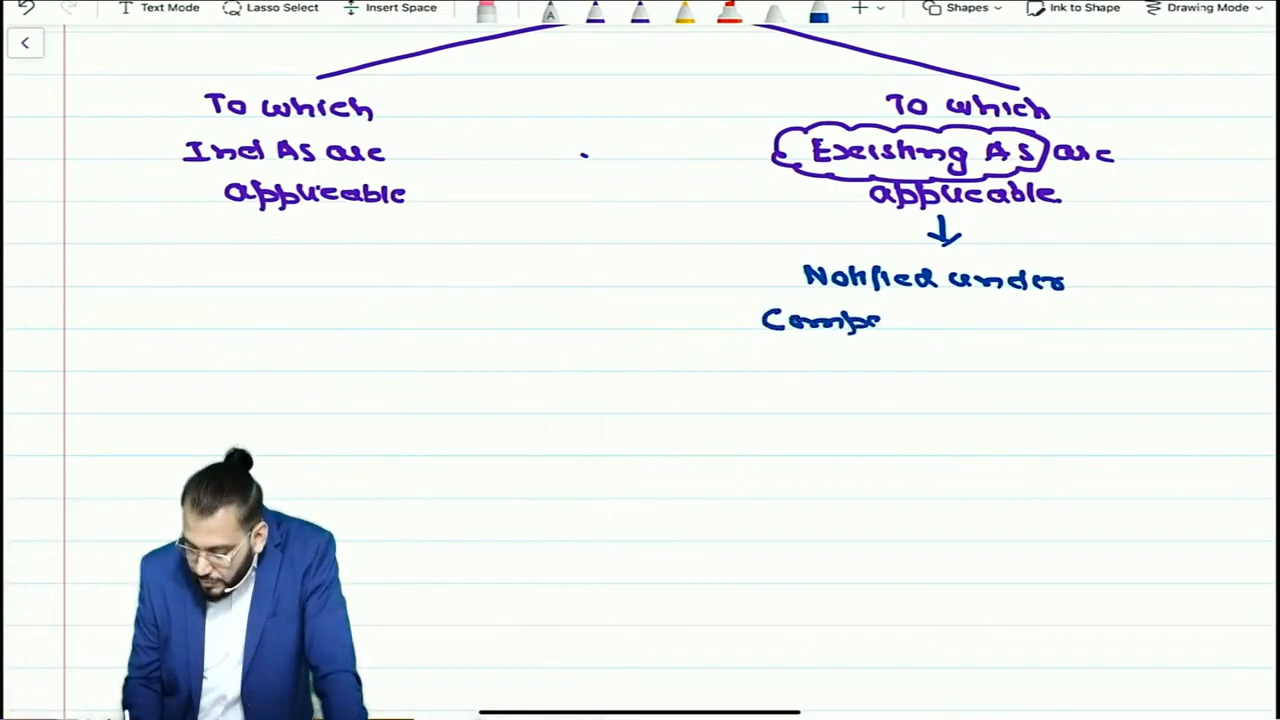 Text Mode
Lasso Select
Insert Space
Shapes
Ink to Shape
Drawing Mode
To which
Ind AS are
applicable
To which
Existing AS are
applicable.
Notified under
Compa